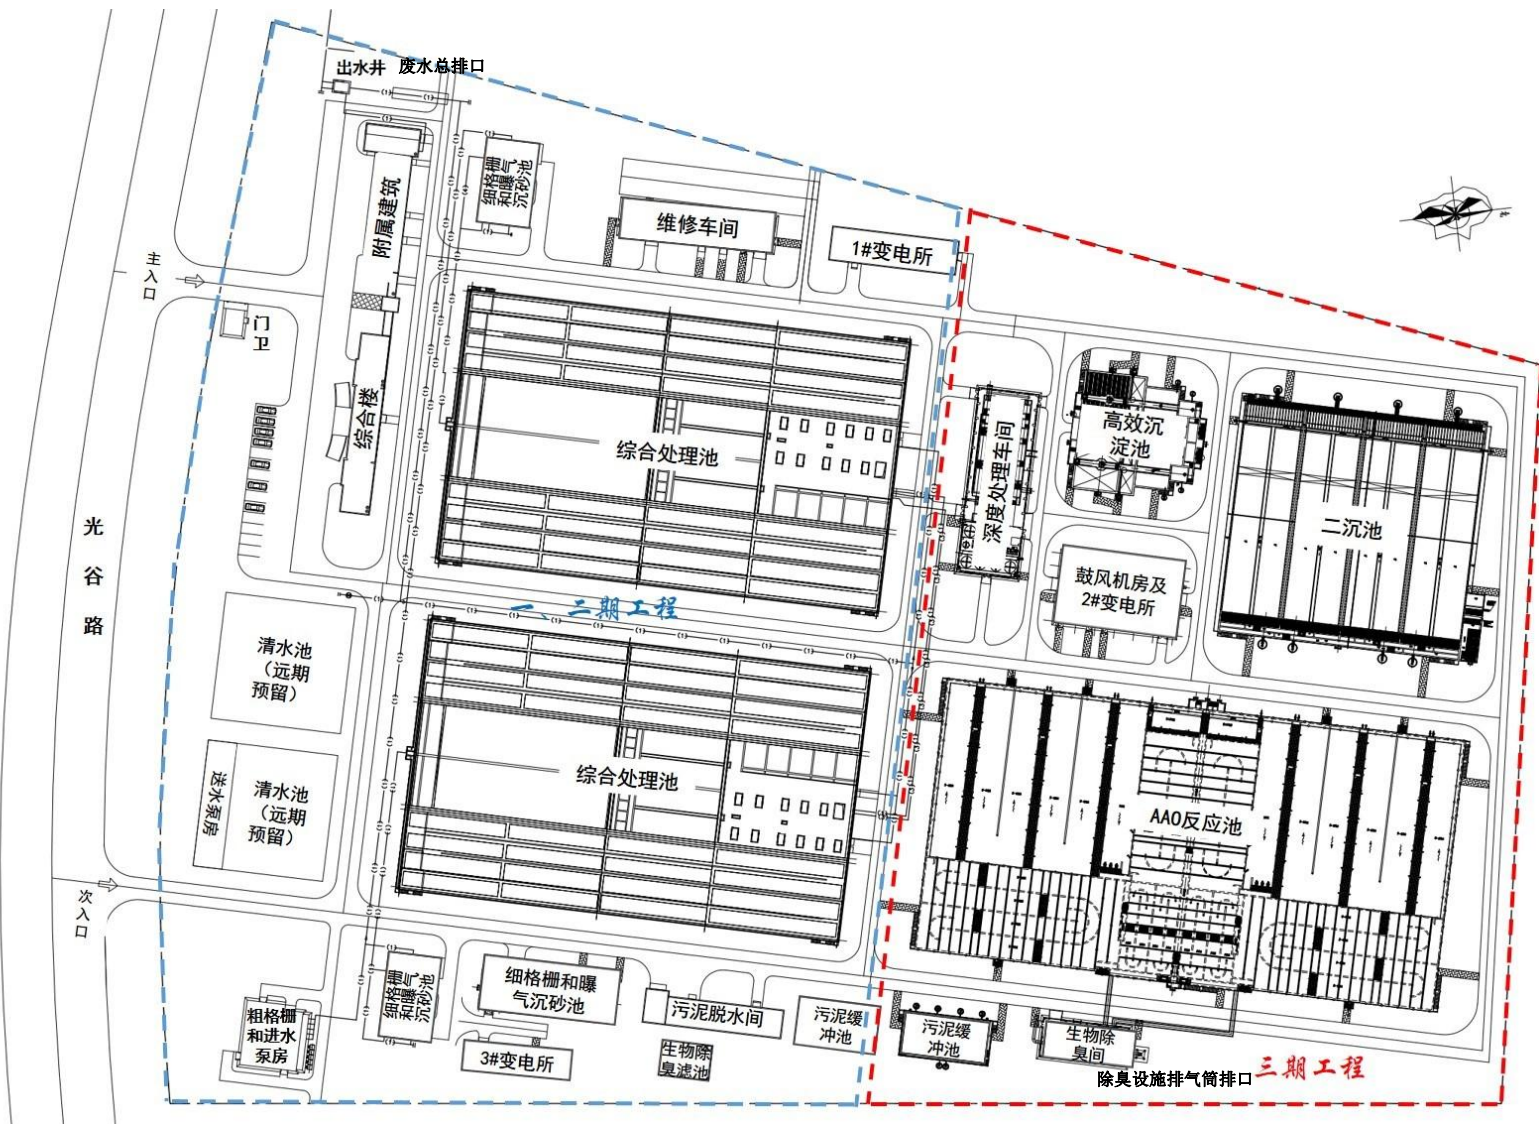 出水井
废水总排口
细格栅
和曝气
沉砂池
附属建筑
维修车间
1#变电所
主入口
门卫
综合楼
综合处理池
深度处理车间
高效沉
淀池
二沉池
鼓风机房及
2#变电所
光谷路
一、二期工程
清水池
（远期
预留）
综合处理池
AAO反应池
送水泵房
清水池
（远期
预留）
次入口
粗格栅
和进水
泵房
细格栅
和曝气
沉砂池
细格栅和曝
气沉砂池
3#变电所
污泥脱水间
生物除
臭滤池
污泥缓
冲池
污泥缓
冲池
生物除
臭间
除臭设施排气筒排口
三期工程